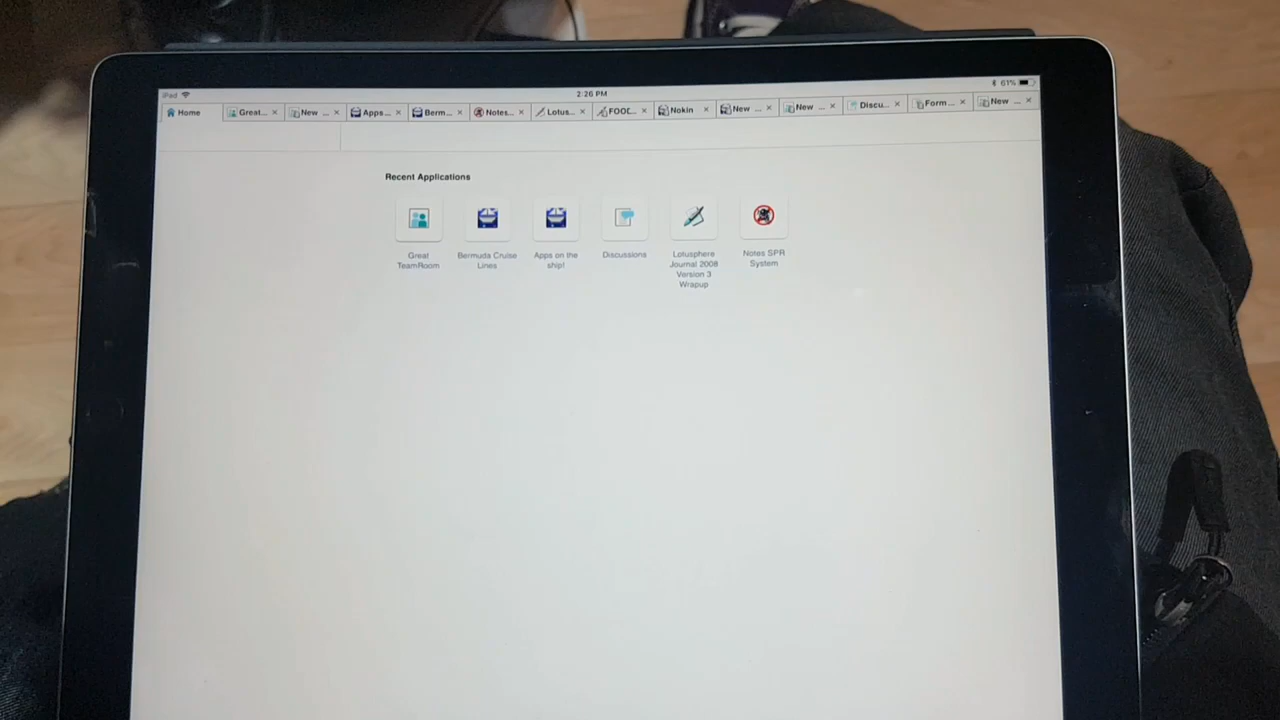 iPad
2:26 PM
61%
Home
Great...
New ...
Apps...
Berm...
Notes...
Lotus...
FOOC...
Nokin
New ...
New ...
Discu...
Form...
New ...
Recent Applications
Great
TeamRoom
Bermuda Cruise
Lines
Apps on the
ship!
Discussions
Lotusphere
Journal 2008
Version 3
Wrapup
Notes SPR
System